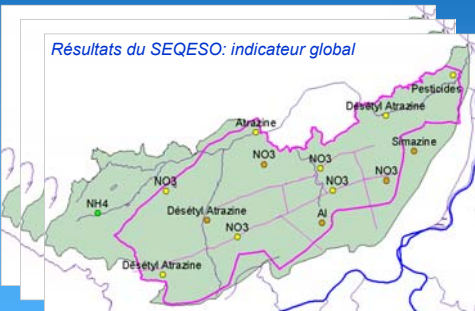 Résultats du SEQESO: indicateur global
Pesticides
Désétyl Atrazine
Atrazine
Simazine
NO3
NO3
NO3
NO3
NO3
NH4
Désétyl Atrazine
Al
NO3
Désétyl Atrazine